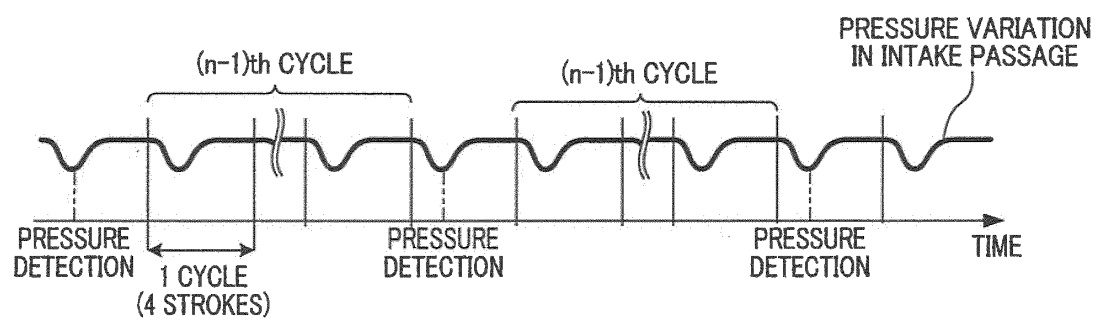 PRESSURE VARIATION
IN INTAKE PASSAGE
(n-1)th CYCLE
(n-1)th CYCLE
PRESSURE
DETECTION
1 CYCLE
(4 STROKES)
PRESSURE
DETECTION
PRESSURE
DETECTION
TIME